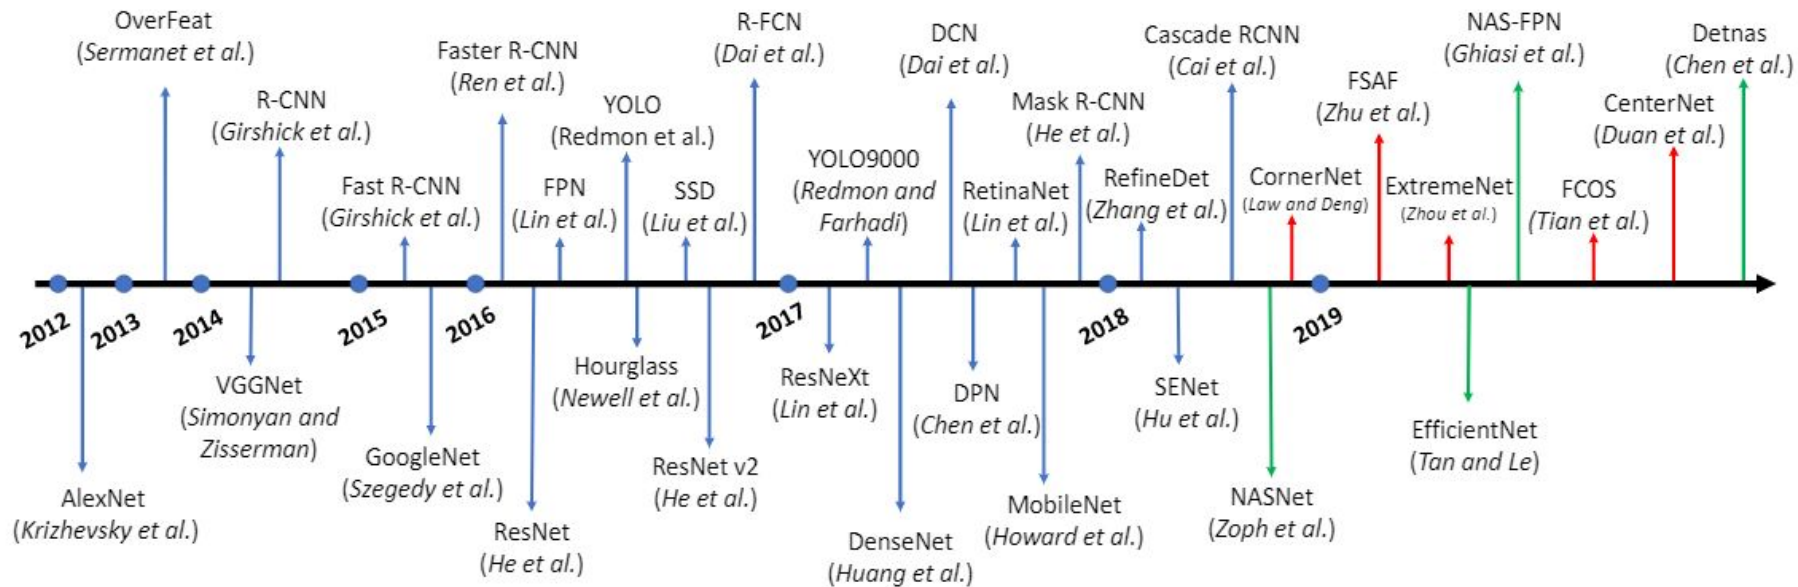 OverFeat
(Sermanet et al.)
R-CNN
(Girshick et al.)
Fast R-CNN
(Girshick et al.)
Faster R-CNN
(Ren et al.)
FPN
(Lin et al.)
YOLO
(Redmon et al.)
SSD
(Liu et al.)
R-FCN
(Dai et al.)
YOLO9000
(Redmon and
Farhadi)
DCN
(Dai et al.)
RetinaNet
(Lin et al.)
Mask R-CNN
(He et al.)
RefineDet
(Zhang et al.)
Cascade RCNN
(Cai et al.)
CornerNet
(Law and Deng)
FSAF
(Zhu et al.)
ExtremeNet
(Zhou et al.)
NAS-FPN
(Ghiasi et al.)
FCOS
(Tian et al.)
CenterNet
(Duan et al.)
Detnas
(Chen et al.)
2012
2013
2014
2015
2016
2017
2018
2019
AlexNet
(Krizhevsky et al.)
VGGNet
(Simonyan and
Zisserman)
GoogleNet
(Szegedy et al.)
ResNet
(He et al.)
Hourglass
(Newell et al.)
ResNet v2
(He et al.)
ResNeXt
(Lin et al.)
DenseNet
(Huang et al.)
DPN
(Chen et al.)
MobileNet
(Howard et al.)
SENet
(Hu et al.)
NASNet
(Zoph et al.)
EfficientNet
(Tan and Le)